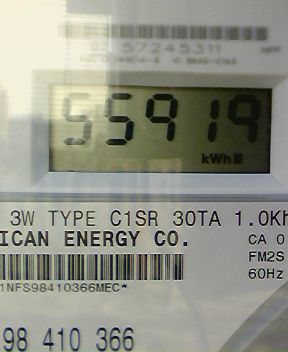 57245311
55919
kWh
3W TYPE C1SR 30TA 1.0Kh
ICAN ENERGY CO.
CA 0
FM2S
60Hz
1NFS98410366MEC*
98 410 366